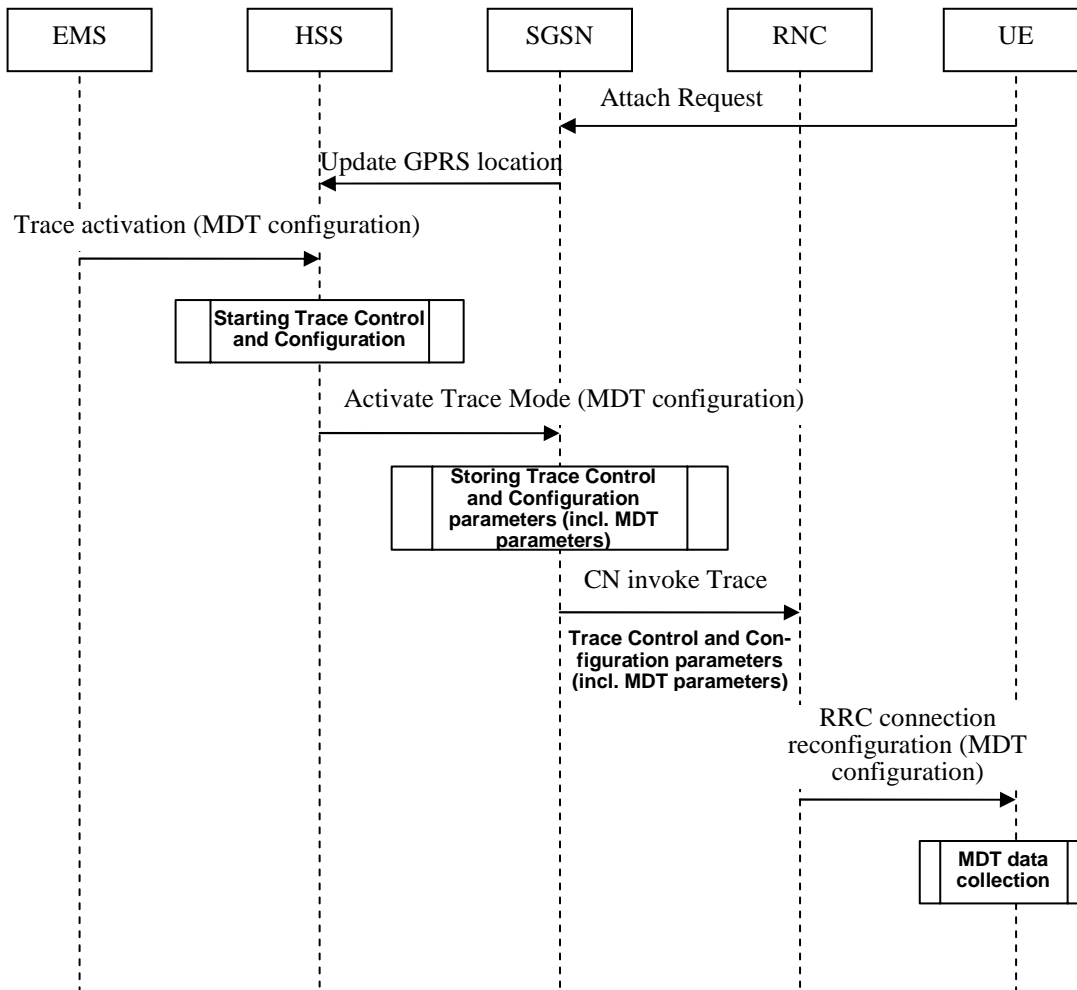 EMS
HSS
SGSN
RNC
UE
Attach Request
Update GPRS location
Trace activation (MDT configuration)
Starting Trace Control
and Configuration
Activate Trace Mode (MDT configuration)
Storing Trace Control
and Configuration
parameters (incl. MDT
parameters)
CN invoke Trace
Trace Control and Con-
figuration parameters
(incl. MDT parameters)
RRC connection
reconfiguration (MDT
configuration)
MDT data
collection